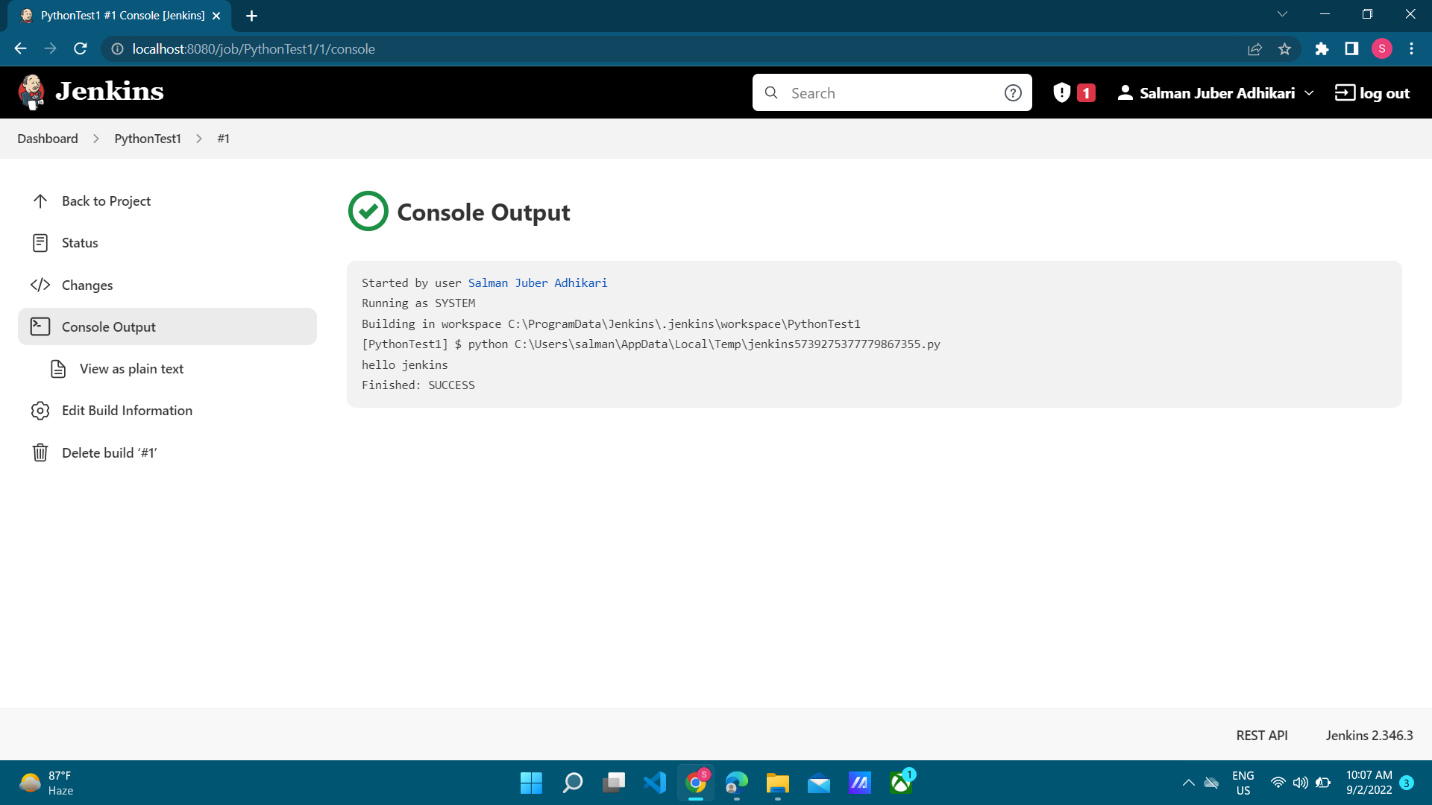 PythonTest1 #1 Console [Jenkins]
localhost:8080/job/PythonTest1/1/console
S
Jenkins
Search
1
Salman Juber Adhikari
log out
Dashboard
PythonTest1
#1
Back to Project
Status
Changes
Console Output
View as plain text
Edit Build Information
Delete build ‘#1’
Console Output
Started by user Salman Juber Adhikari
Running as SYSTEM
Building in workspace C:\ProgramData\Jenkins\.jenkins\workspace\PythonTest1
[PythonTest1] $ python C:\Users\salman\AppData\Local\Temp\jenkins5739275377779867355.py
hello jenkins
Finished: SUCCESS
REST API
Jenkins 2.346.3
87°F
Haze
S
1
ENG
US
10:07 AM
9/2/2022
3